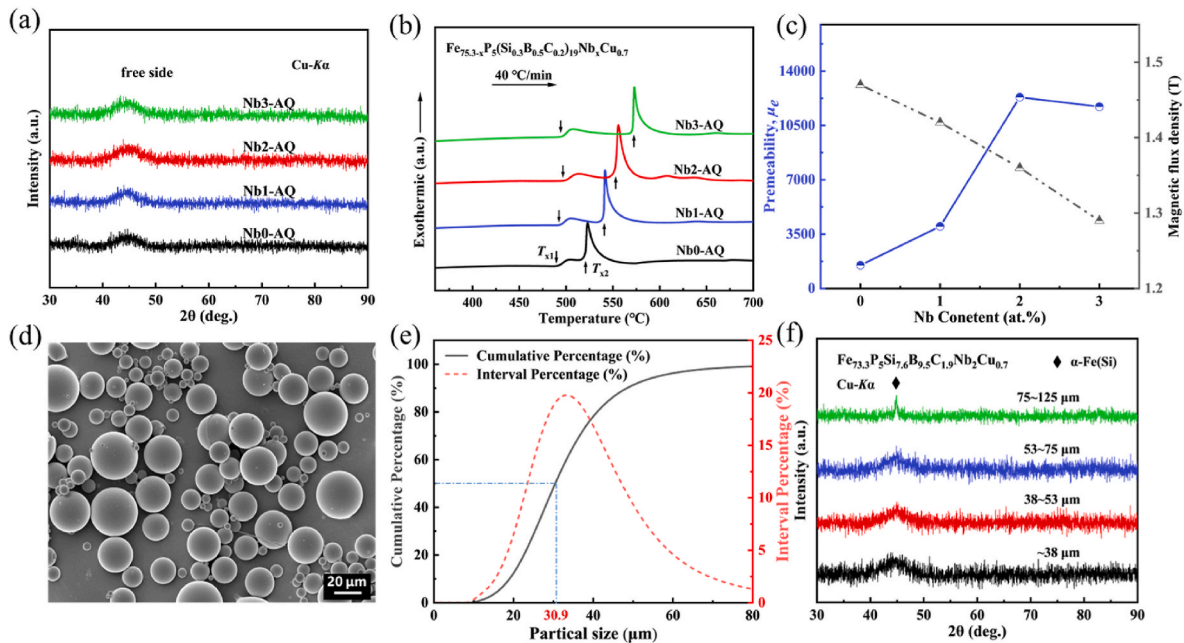 (a)
free side
Cu-Kα
Nb3-AQ
Nb2-AQ
Nb1-AQ
Nb0-AQ
Intensity (a.u.)
30 40 50 60 70 80 90
2θ (deg.)
(b)
Fe75.3-xP5(Si0.3B0.5C0.2)19NbxCu0.7
40 °C/min
Nb3-AQ
Nb2-AQ
Nb1-AQ
Nb0-AQ
Tx1
Tx2
Exothermic (a.u.)
400 450 500 550 600 650 700
Temperature (°C)
(c)
14000
10500
7000
3500
0
Premeability, μe
1.5
1.4
1.3
1.2
Magnetic flux density (T)
0 1 2 3
Nb Conetent (at.%)
(d)
20 μm
(e)
Cumulative Percentage (%)
Interval Percentage (%)
100
80
60
40
20
0
Cumulative Percentage (%)
25
20
15
10
5
0
Interval Percentage (%)
0 20 30.9 40 60 80
Partical size (μm)
(f)
Fe73.3P5Si7.6B9.5C1.9Nb2Cu0.7
α-Fe(Si)
Cu-Kα
75~125 μm
53~75 μm
38~53 μm
~38 μm
Intensity (a.u.)
30 40 50 60 70 80 90
2θ (deg.)